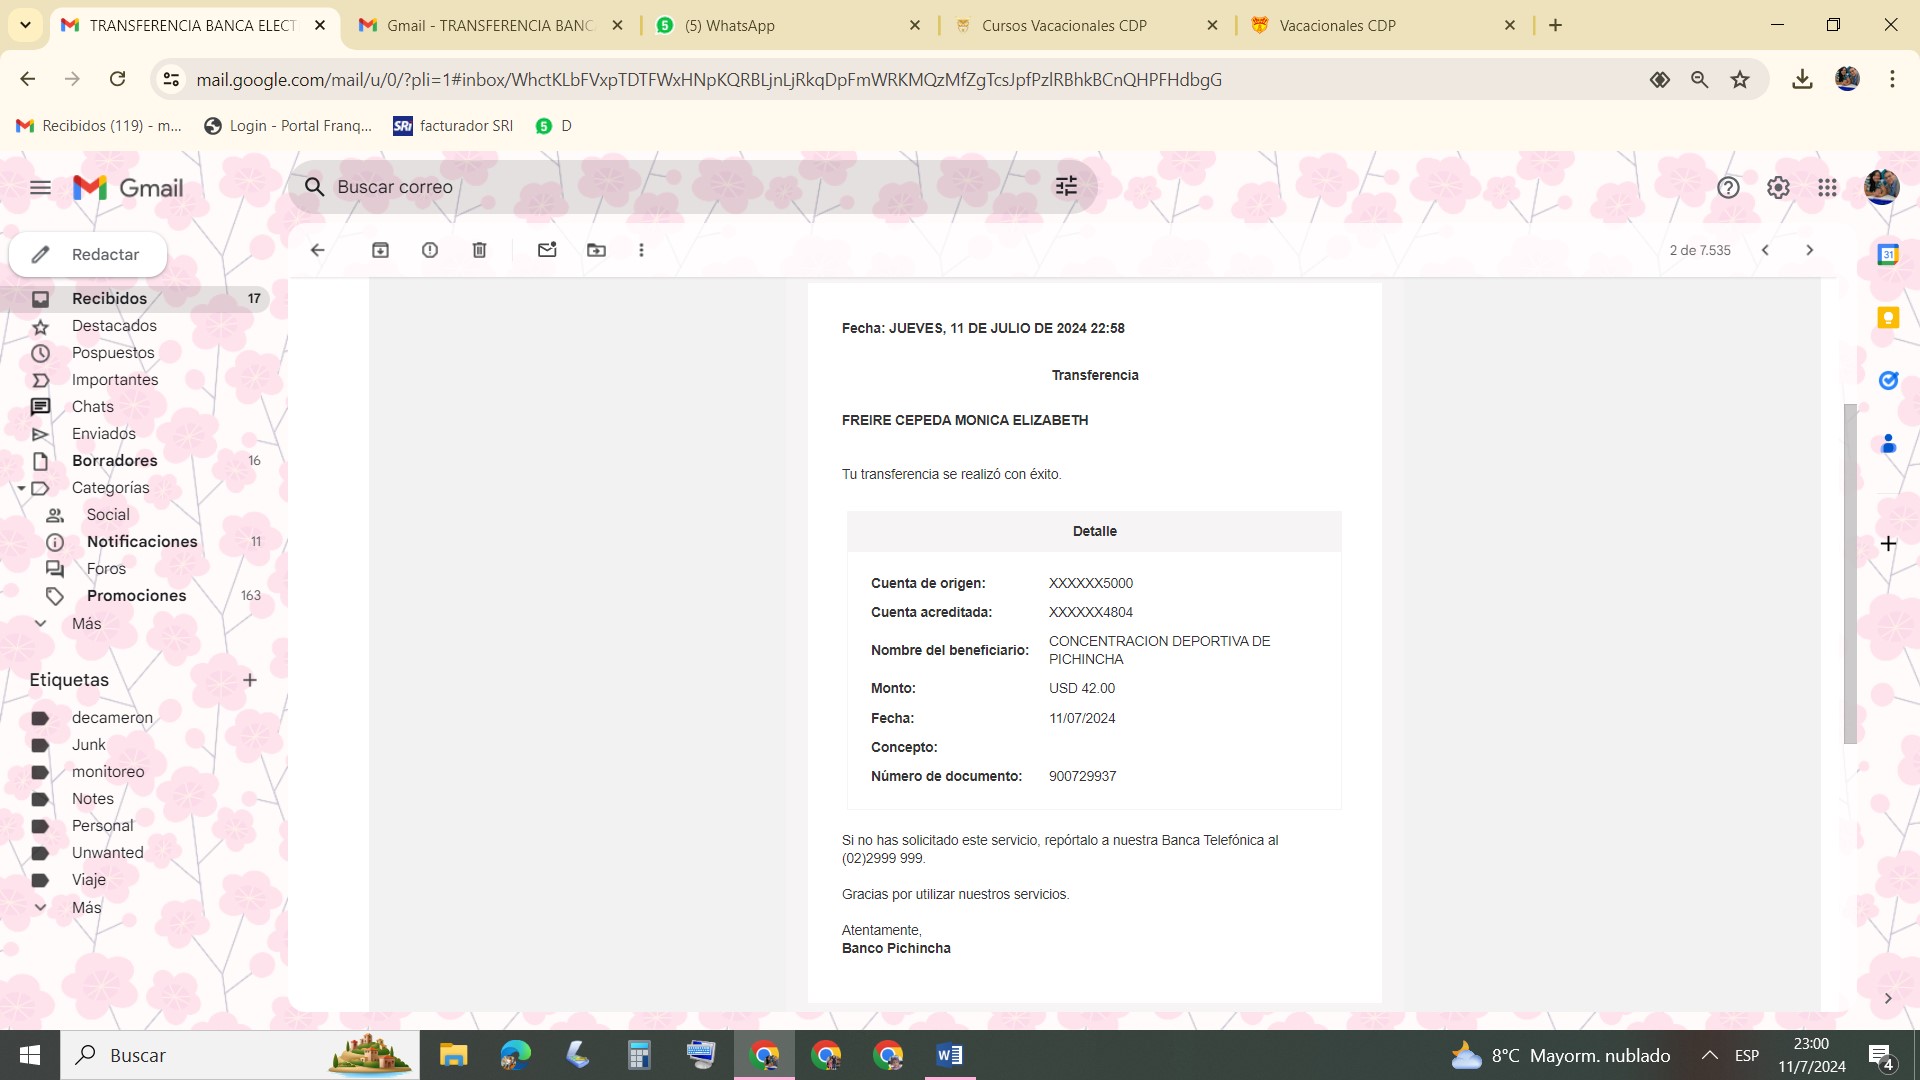 TRANSFERENCIA BANCA ELECT
Gmail - TRANSFERENCIA BANC
(5) WhatsApp
Cursos Vacacionales CDP
Vacacionales CDP
mail.google.com/mail/u/0/?pli=1#inbox/WhctKLbFVxpTDTFWxHNpKQRBLjnLjRkqDpFmWRKMQzMfZgTcsJpfPzlRBhkBCnQHPFHdbgG
Recibidos (119) - m...
Login - Portal Franq...
SRi facturador SRI
5 D
Gmail
Buscar correo
Redactar
2 de 7.535
31
Recibidos 17
Destacados
Pospuestos
Importantes
Chats
Enviados
Borradores 16
Categorías
Social
Notificaciones 11
Foros
Promociones 163
Más
Etiquetas
decameron
Junk
monitoreo
Notes
Personal
Unwanted
Viaje
Más
Fecha: JUEVES, 11 DE JULIO DE 2024 22:58
Transferencia
FREIRE CEPEDA MONICA ELIZABETH
Tu transferencia se realizó con éxito.
Detalle
Cuenta de origen: XXXXXX5000
Cuenta acreditada: XXXXXX4804
Nombre del beneficiario: CONCENTRACION DEPORTIVA DE
PICHINCHA
Monto: USD 42.00
Fecha: 11/07/2024
Concepto:
Número de documento: 900729937
Si no has solicitado este servicio, repórtalo a nuestra Banca Telefónica al
(02)2999 999.
Gracias por utilizar nuestros servicios.
Atentamente,
Banco Pichincha
Buscar
8°C Mayorm. nublado
ESP
23:00
11/7/2024
4